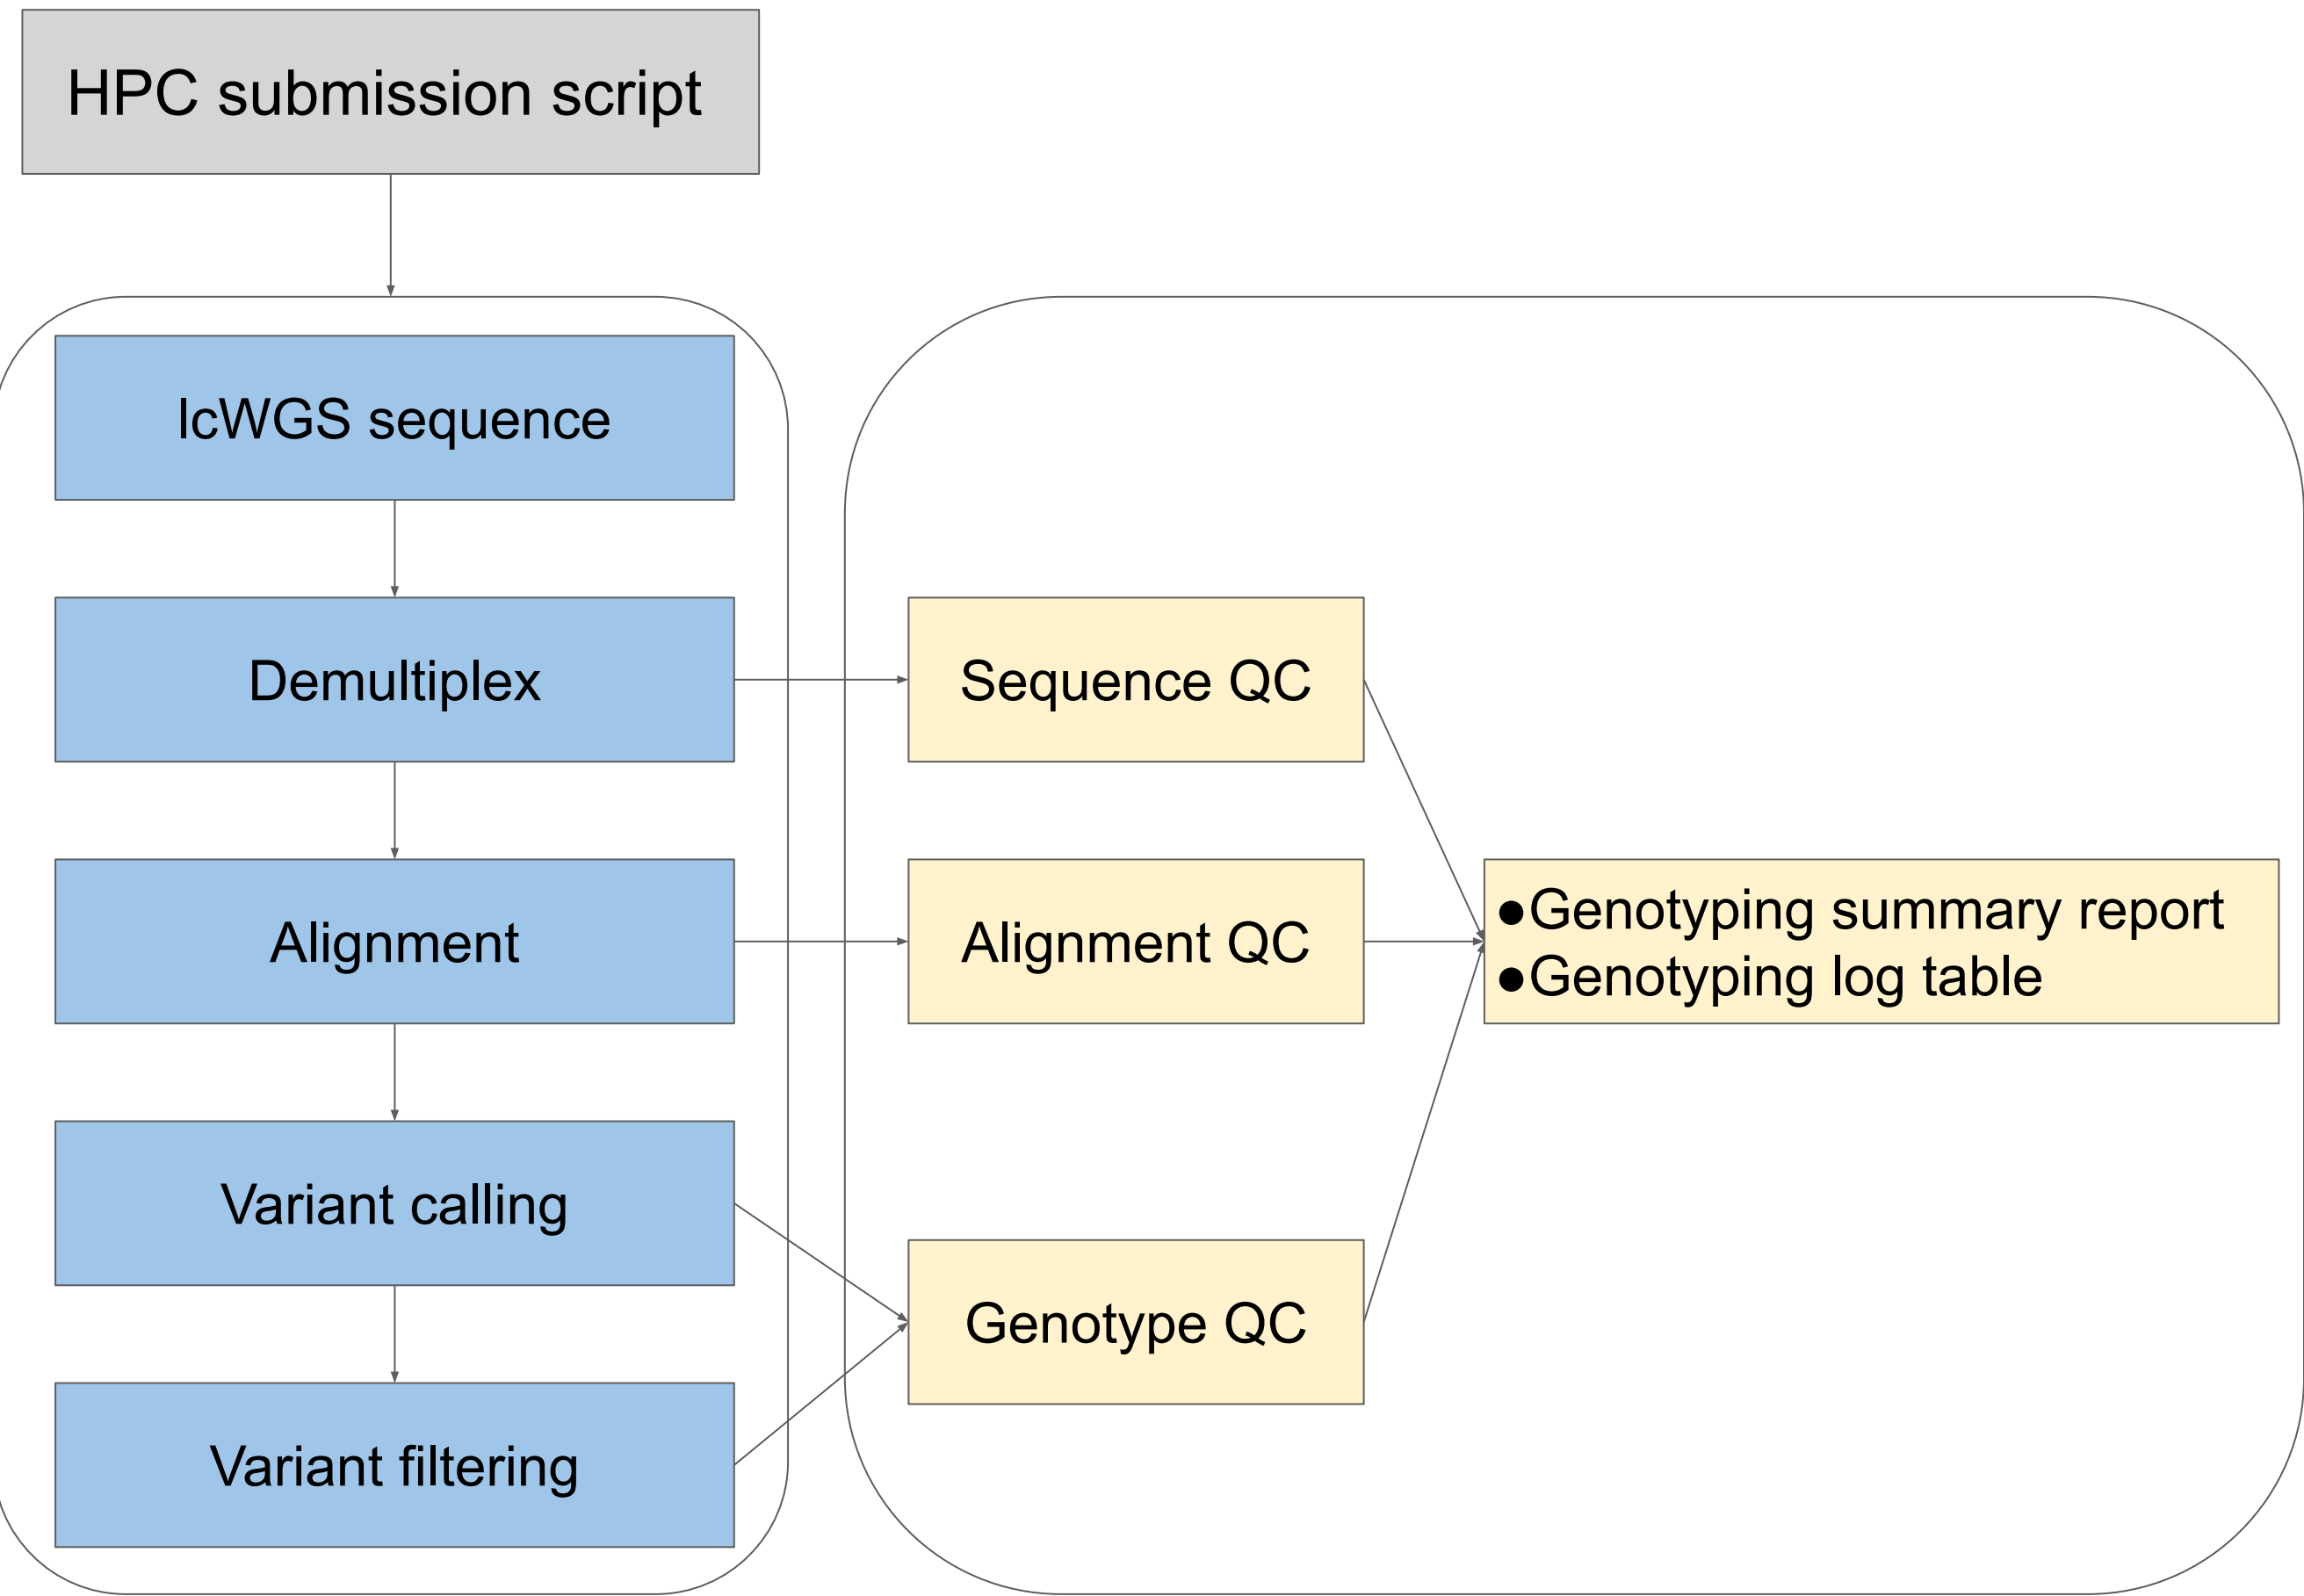 HPC submission script
lcWGS sequence
Demultiplex
Sequence QC
Alignment
Alignment QC
●Genotyping summary report
●Genotyping log table
Variant calling
Genotype QC
Variant filtering